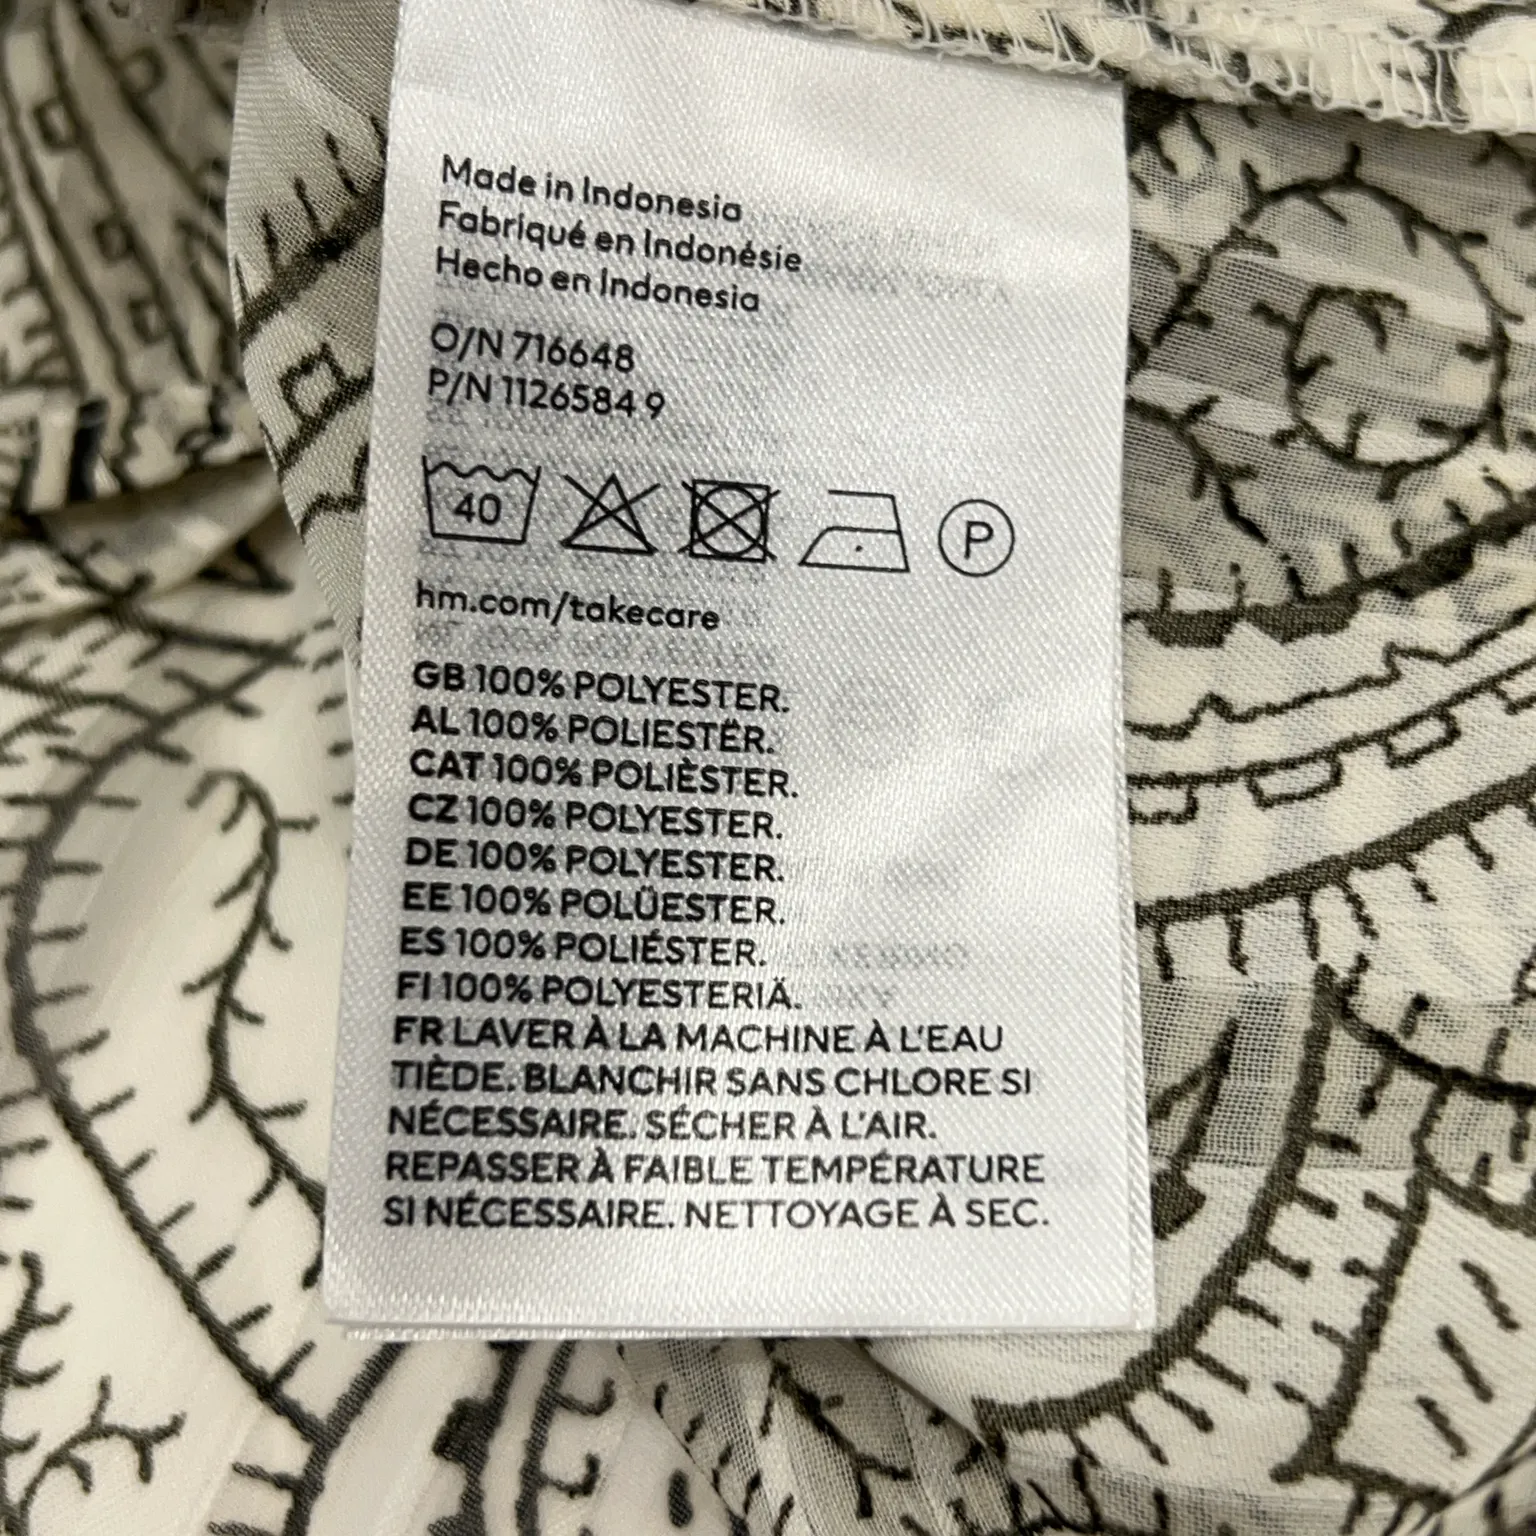 Made in Indonesia
Fabriqué en Indonésie
Hecho en Indonesia
O/N 716648
P/N 1126584 9
40 P
hm.com/takecare
GB 100% POLYESTER.
AL 100% POLIESTËR.
CAT 100% POLIÈSTER.
CZ 100% POLYESTER.
DE 100% POLYESTER.
EE 100% POLÜESTER.
ES 100% POLIÉSTER.
FI 100% POLYESTERIÄ.
FR LAVER À LA MACHINE À L'EAU
TIÈDE. BLANCHIR SANS CHLORE SI
NÉCESSAIRE. SÉCHER À L'AIR.
REPASSER À FAIBLE TEMPÉRATURE
SI NÉCESSAIRE. NETTOYAGE À SEC.